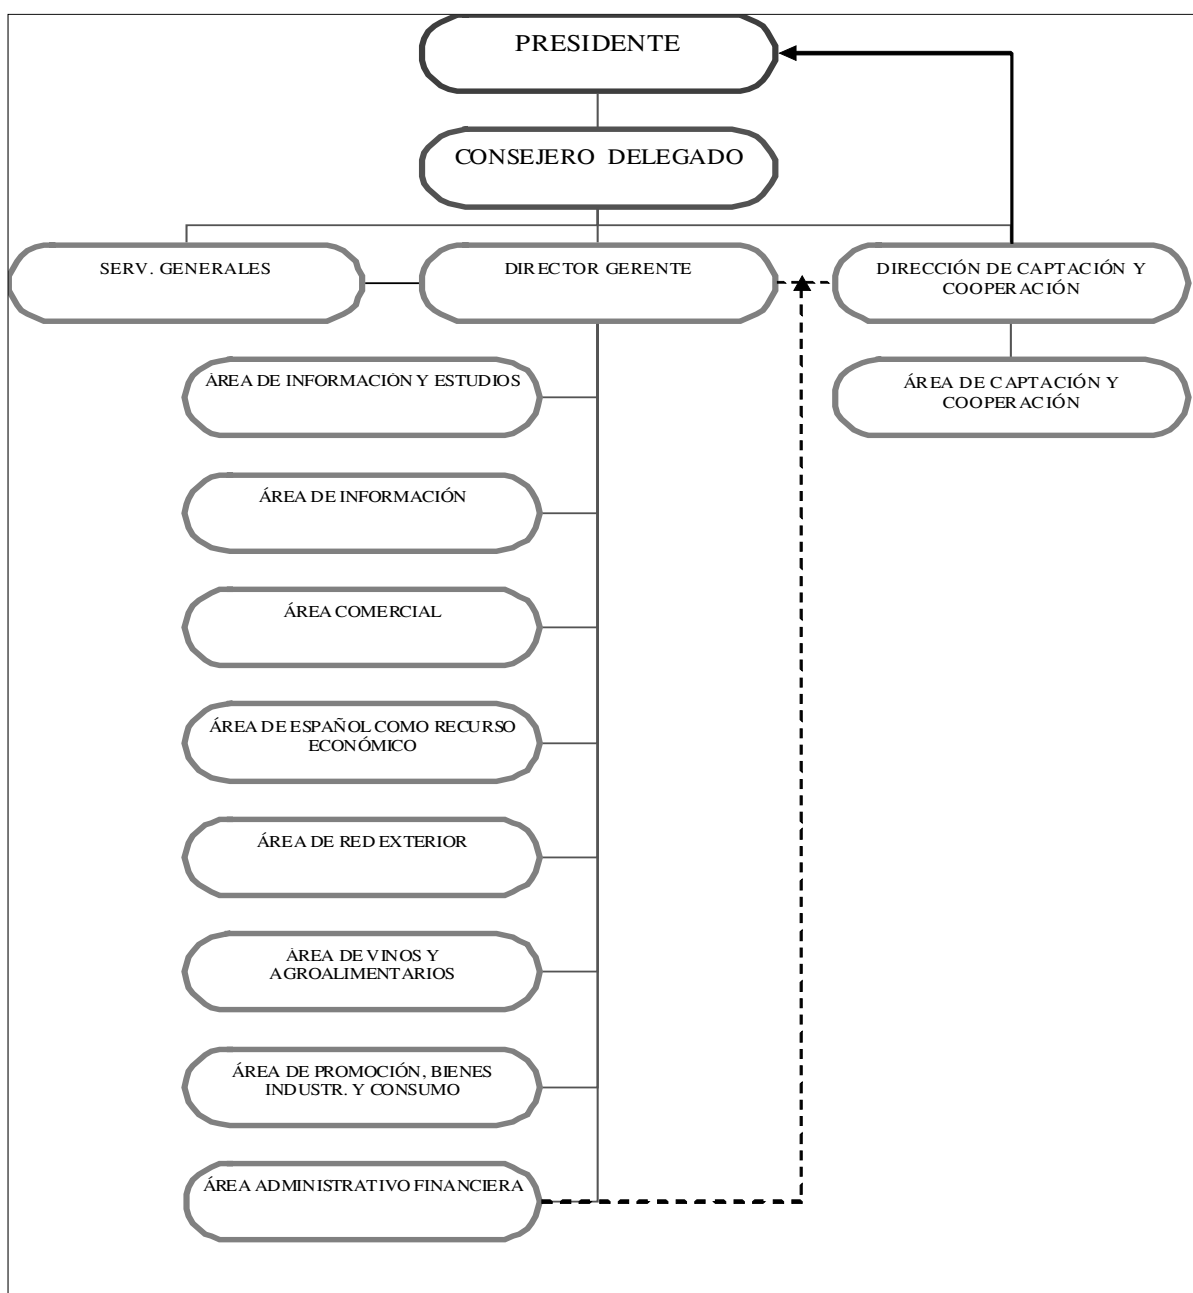 PRESIDENTE
CONSEJERO DELEGADO
SERV. GENERALES
DIRECTOR GERENTE
DIRECCIÓN DE CAPTACIÓN Y
COOPERACIÓN
ÁREA DE INFORMACIÓN Y ESTUDIOS
ÁREA DE CAPTACIÓN Y
COOPERACIÓN
ÁREA DE INFORMACIÓN
ÁREA COMERCIAL
ÁREA DE ESPAÑOL COMO RECURSO
ECONÓMICO
ÁREA DE RED EXTERIOR
ÁREA DE VINOS Y
AGROALIMENTARIOS
ÁREA DE PROMOCIÓN, BIENES
INDUSTR. Y CONSUMO
ÁREA ADMINISTRATIVO FINANCIERA